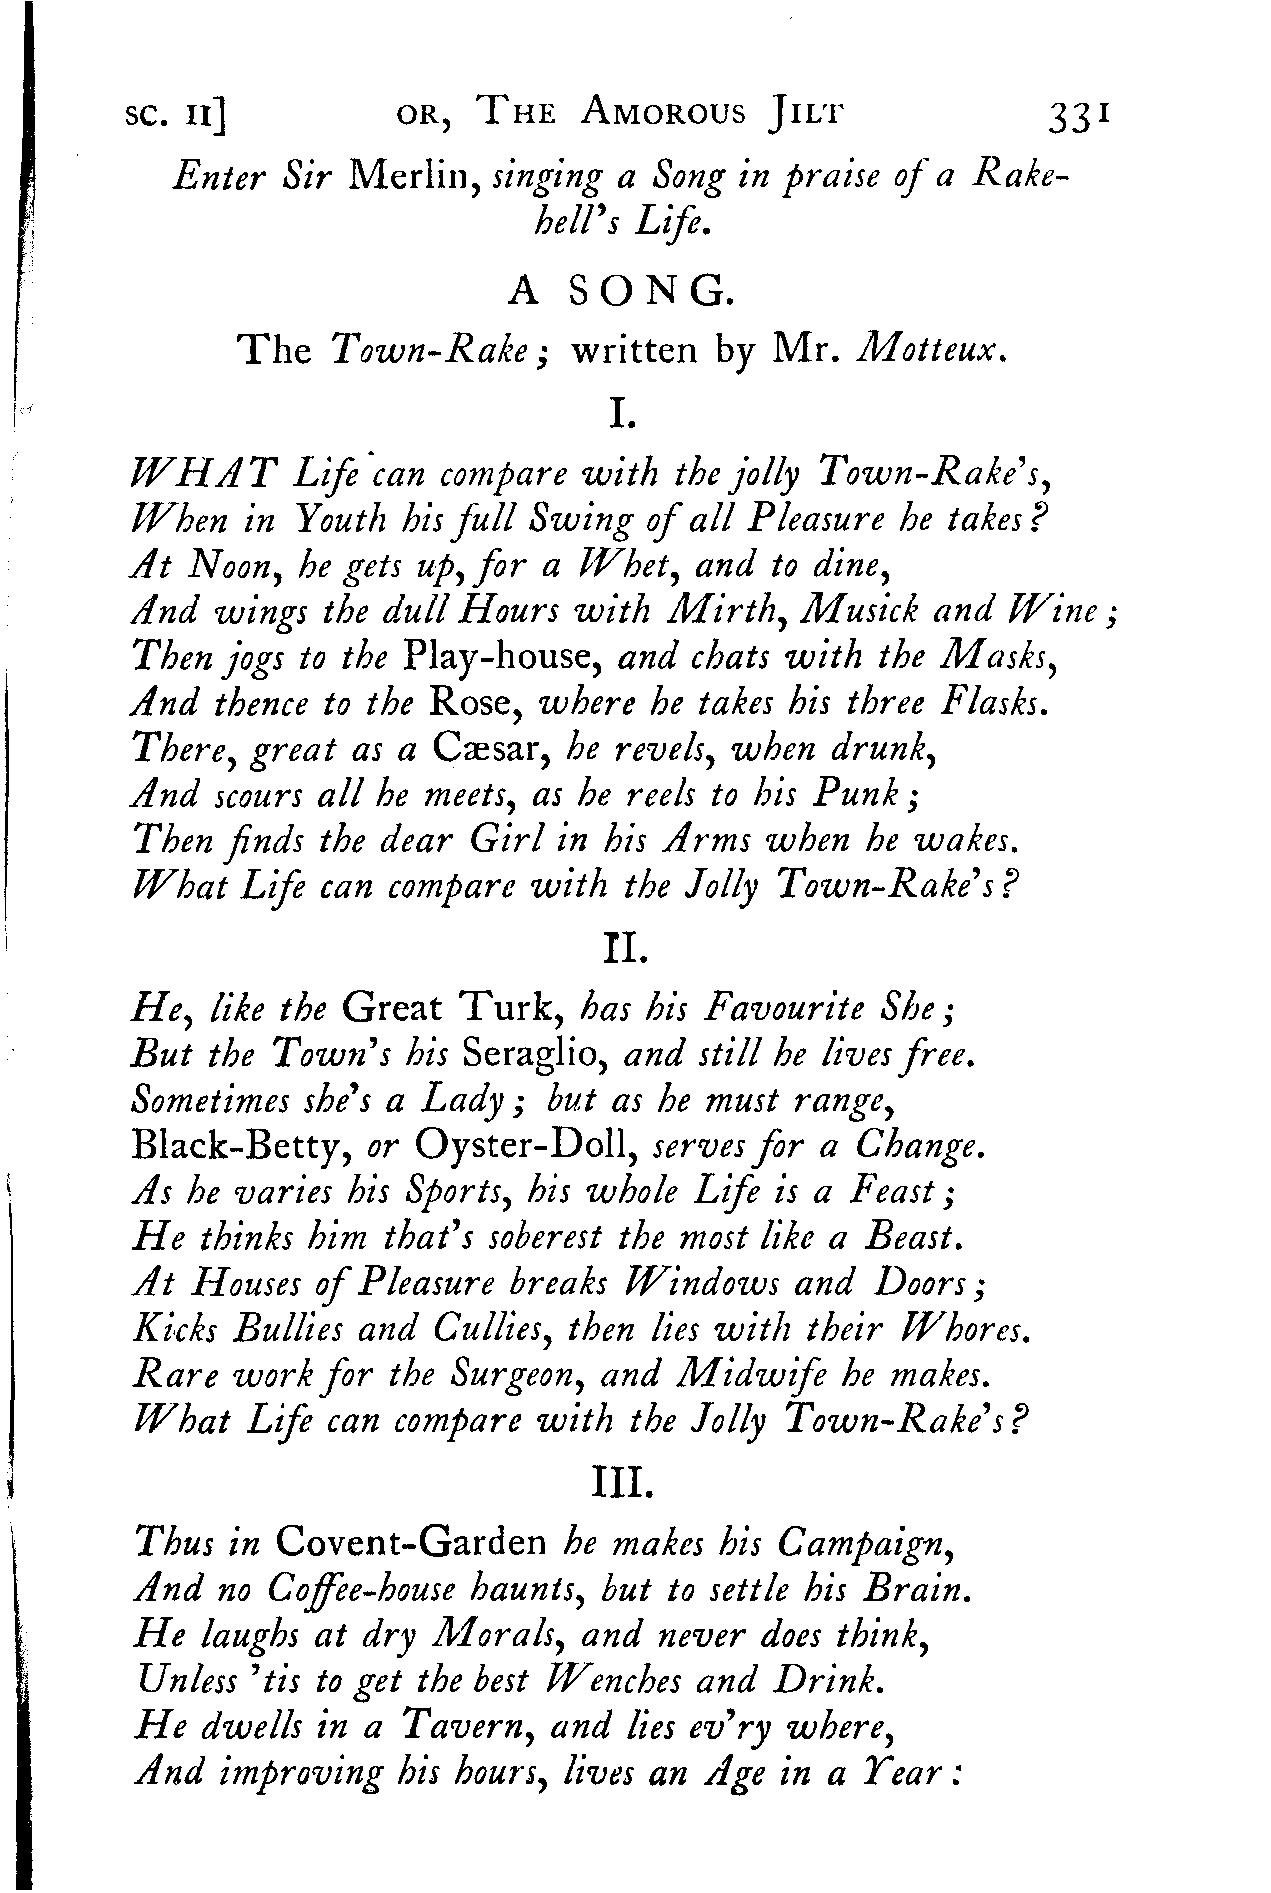 SC. II] OR, THE AMOROUS JILT 331
Enter Sir Merlin, singing a Song in praise of a Rake-
hell's Life.
A SONG.
The Town-Rake; written by Mr. Motteux.
I.
WHAT Life can compare with the jolly Town-Rake's,
When in Youth his full Swing of all Pleasure he takes?
At Noon, he gets up, for a Whet, and to dine,
And wings the dull Hours with Mirth, Musick and Wine;
Then jogs to the Play-house, and chats with the Masks,
And thence to the Rose, where he takes his three Flasks.
There, great as a Cæsar, he revels, when drunk,
And scours all he meets, as he reels to his Punk;
Then finds the dear Girl in his Arms when he wakes.
What Life can compare with the Jolly Town-Rake's?
II.
He, like the Great Turk, has his Favourite She;
But the Town's his Seraglio, and still he lives free.
Sometimes she's a Lady; but as he must range,
Black-Betty, or Oyster-Doll, serves for a Change.
As he varies his Sports, his whole Life is a Feast;
He thinks him that's soberest the most like a Beast.
At Houses of Pleasure breaks Windows and Doors;
Kicks Bullies and Cullies, then lies with their Whores.
Rare work for the Surgeon, and Midwife he makes.
What Life can compare with the Jolly Town-Rake's?
III.
Thus in Covent-Garden he makes his Campaign,
And no Coffee-house haunts, but to settle his Brain.
He laughs at dry Morals, and never does think,
Unless 'tis to get the best Wenches and Drink.
He dwells in a Tavern, and lies ev'ry where,
And improving his hours, lives an Age in a Year: